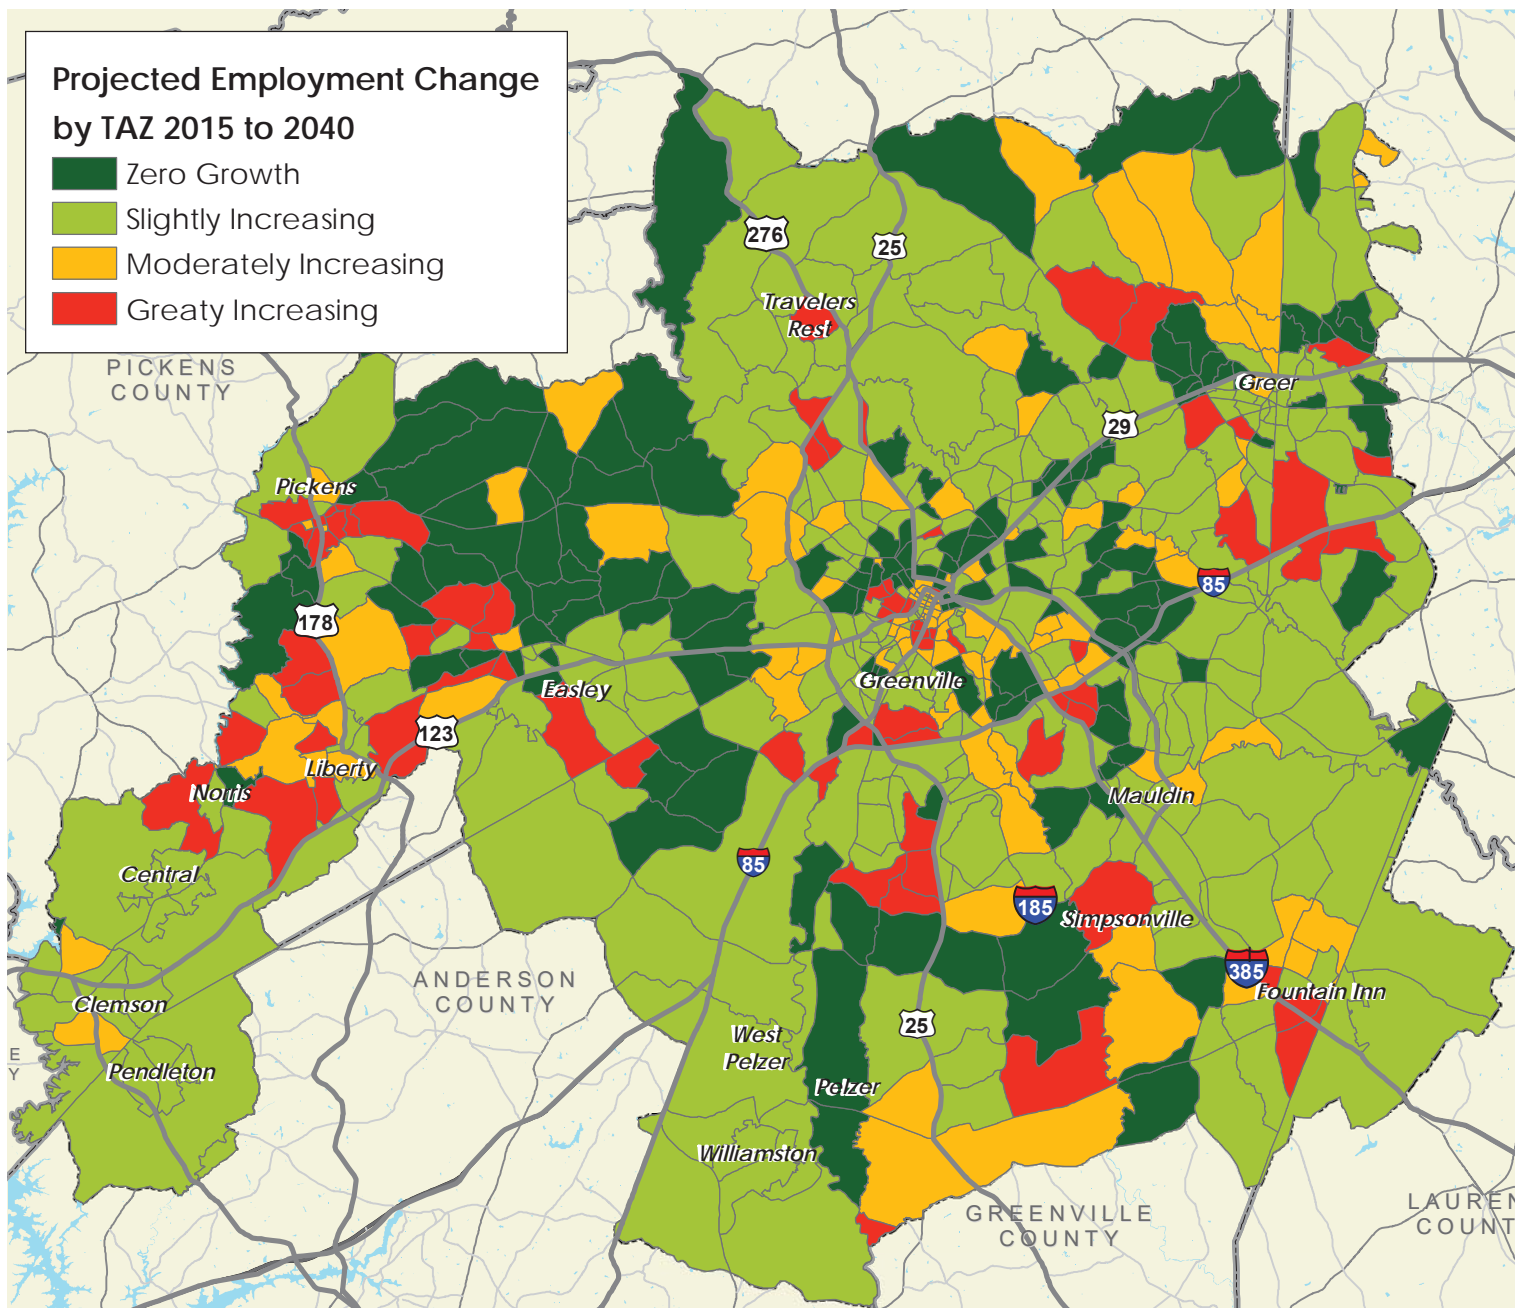 Projected Employment Change
by TAZ 2015 to 2040
Zero Growth
Slightly Increasing
Moderately Increasing
Greaty Increasing
276
25
Travelers
Rest
PICKENS
COUNTY
Greer
29
Pickens
85
178
Easley
Greenville
123
Liberty
Norris
Mauldin
85
Central
185
Simpsonville
385
ANDERSON
COUNTY
Fountain Inn
Clemson
25
West
Pelzer
E
Y
Pendleton
Pelzer
Williamston
GREENVILLE
COUNTY
LAUREN
COUNT